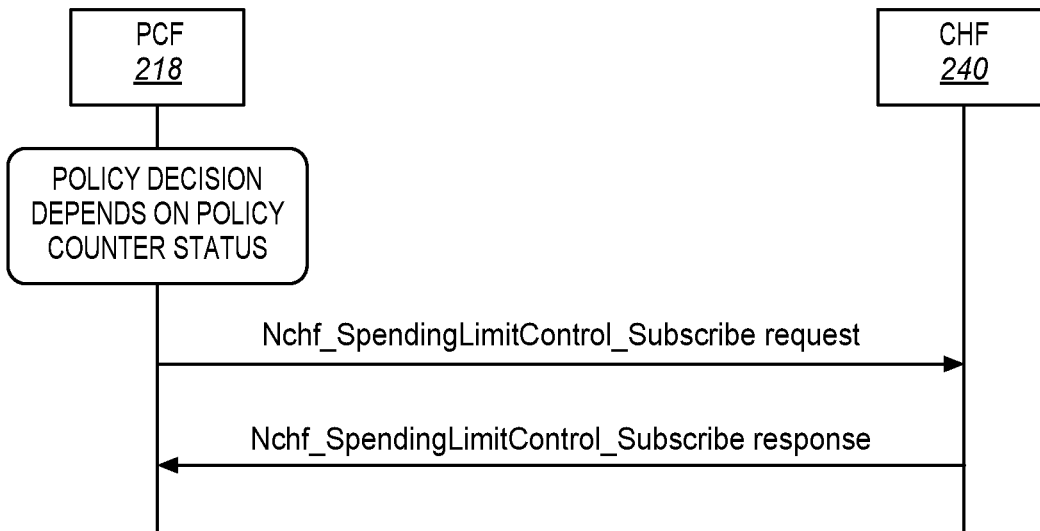 PCF
218
CHF
240
POLICY DECISION
DEPENDS ON POLICY
COUNTER STATUS
Nchf_SpendingLimitControl_Subscribe request
Nchf_SpendingLimitControl_Subscribe response